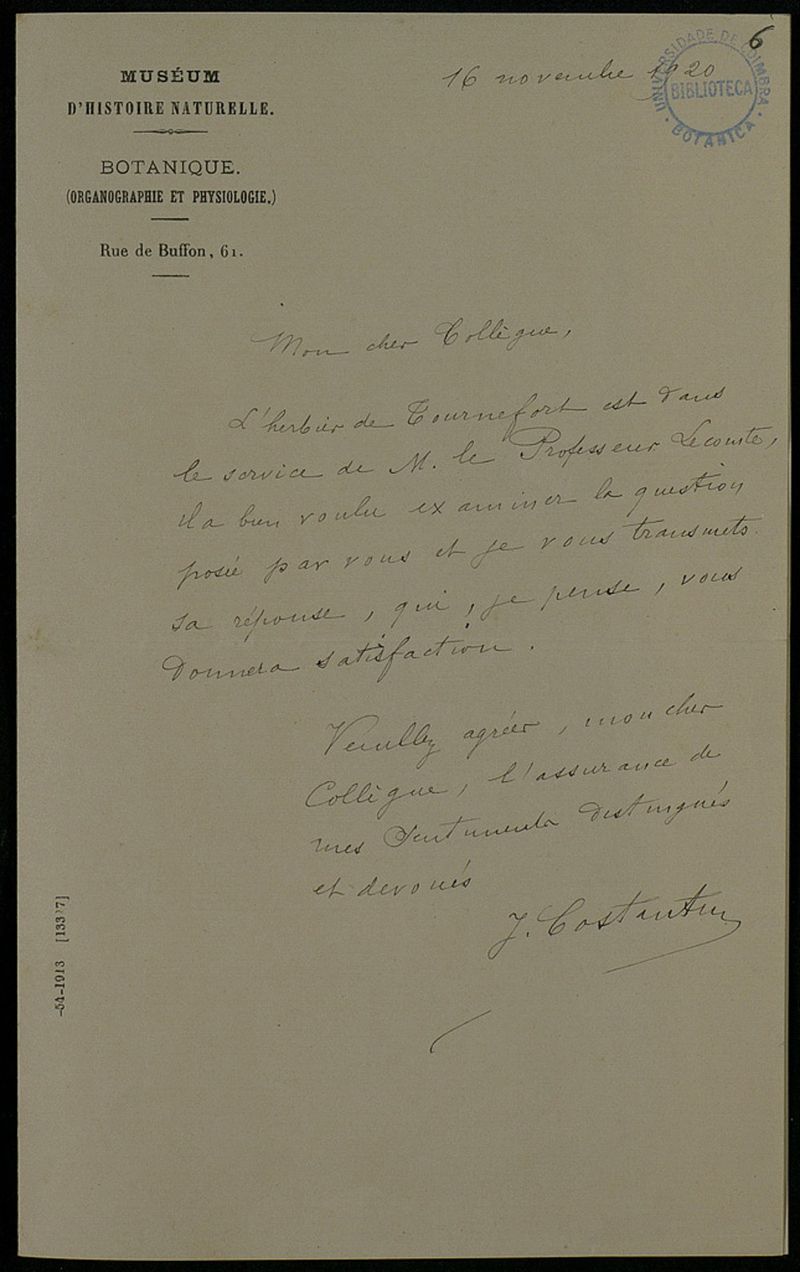 6
16 novembre 1920
UNIVERSIDADE DE COIMBRA
BIBLIOTECA
BOTANICA
MUSÉUM
D'HISTOIRE NATURELLE.
BOTANIQUE.
(ORGANOGRAPHIE ET PHYSIOLOGIE.)
Rue de Buffon, 61.
Mon cher Collègue,
L'herbier de Tournefort est dans
le service de M. le Professeur Lecomte,
il a bien voulu examiner la question
posée par vous et je vous transmets
sa réponse, qui, je pense, vous
donnera satisfaction.
Veuillez agréer, mon cher
Collègue, l'assurance de
mes sentiments distingués
et dévoués
J. Costantin
-54-1913 [13377]